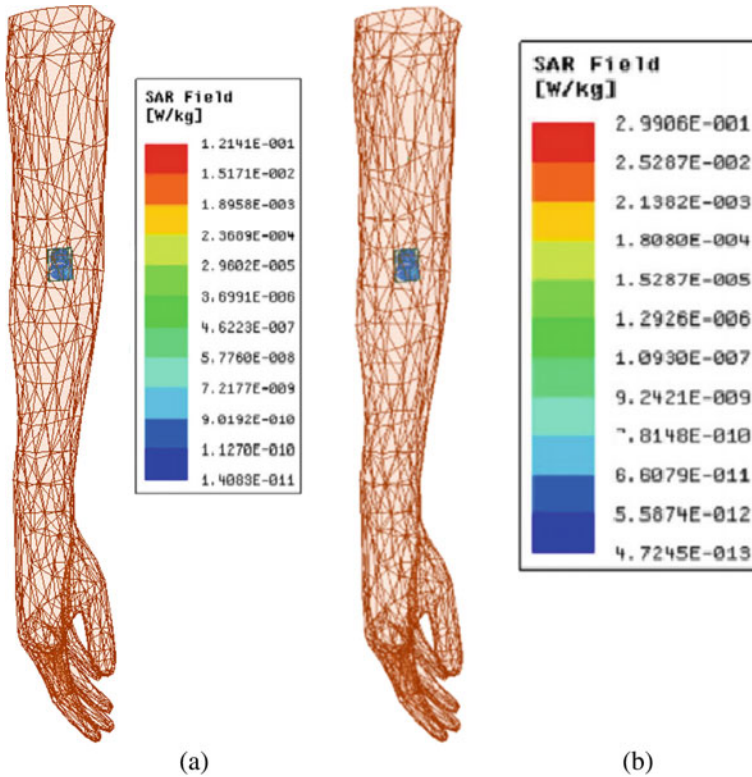 SAR Field
[W/kg]
1.2141E-001
1.5171E-002
1.8958E-003
2.3689E-004
2.9602E-005
3.6991E-006
4.6223E-007
5.7760E-008
7.2177E-009
9.0192E-010
1.1270E-010
1.4083E-011
(a)
SAR Field
[W/kg]
2.9906E-001
2.5287E-002
2.1382E-003
1.8080E-004
1.5287E-005
1.2926E-006
1.0930E-007
9.2421E-009
7.8148E-010
6.6079E-011
5.5874E-012
4.7245E-013
(b)